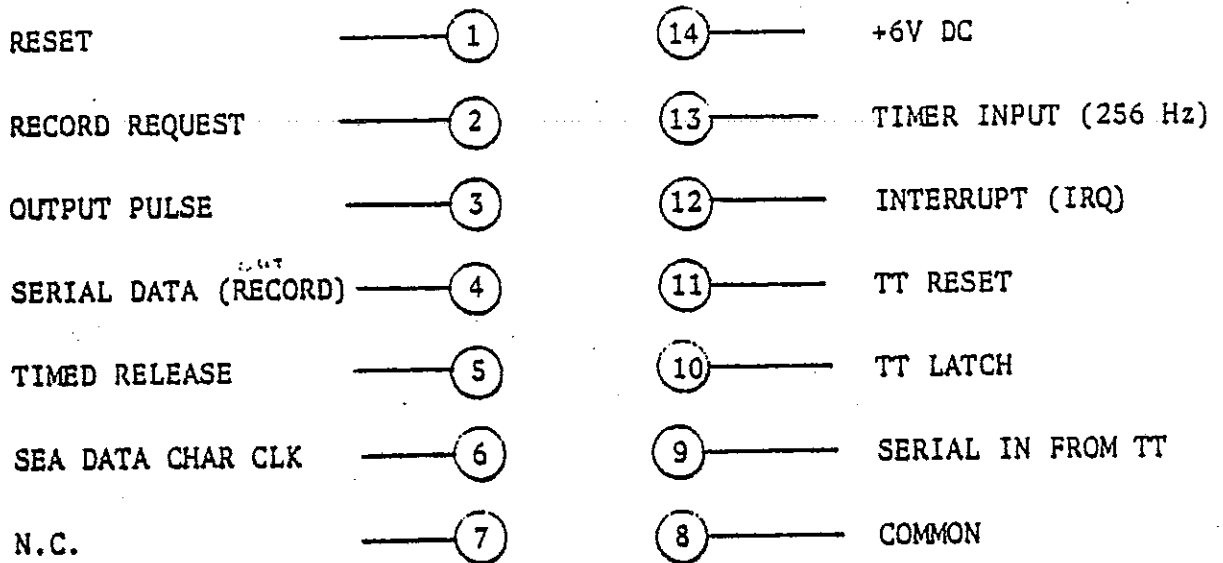 RESET 1 14 +6V DC
RECORD REQUEST 2 13 TIMER INPUT (256 Hz)
OUTPUT PULSE 3 12 INTERRUPT (IRQ)
SERIAL DATA (RECORD) 4 11 TT RESET
TIMED RELEASE 5 10 TT LATCH
SEA DATA CHAR CLK 6 9 SERIAL IN FROM TT
N.C. 7 8 COMMON